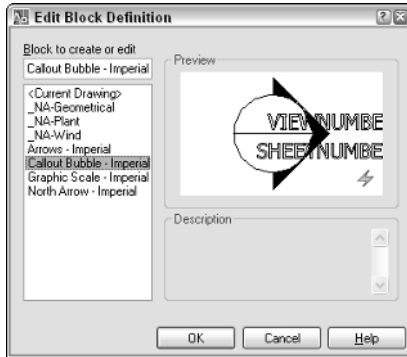 Edit Block Definition
Block to create or edit
Callout Bubble - Imperial
<Current Drawing>
_NA-Geometrical
_NA-Plant
_NA-Wind
Arrows - Imperial
Callout Bubble - Imperial
Graphic Scale - Imperial
North Arrow - Imperial
Preview
VIEWNUMBE
SHEETNUMBE
Description
OK
Cancel
Help